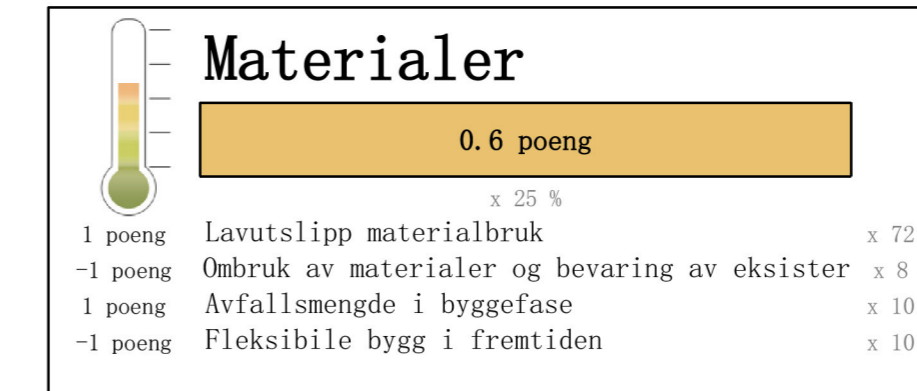 Materialer
0.6 poeng
x 25 %
1 poeng Lavutslipp materialbruk x 72
-1 poeng Ombruk av materialer og bevaring av eksister x 8
1 poeng Avfallsmengde i byggefase x 10
-1 poeng Fleksibile bygg i fremtiden x 10